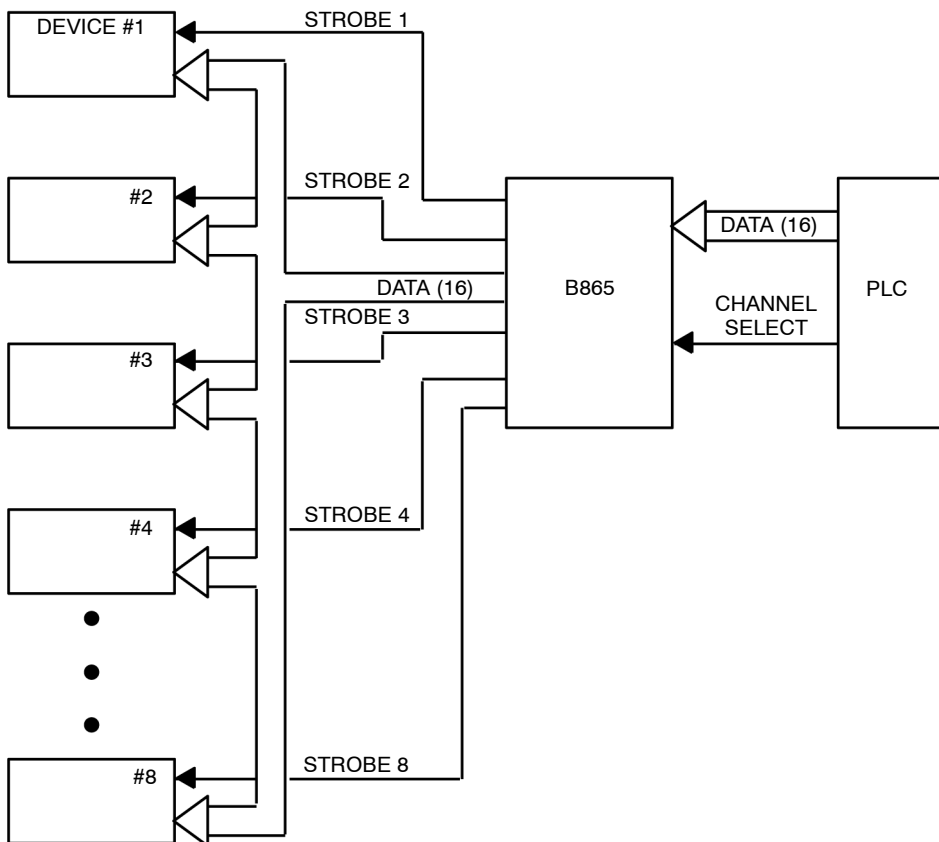 DEVICE #1
STROBE 1
#2
STROBE 2
DATA (16)
B865
PLC
DATA (16)
STROBE 3
CHANNEL
SELECT
#3
#4
STROBE 4
#8
STROBE 8